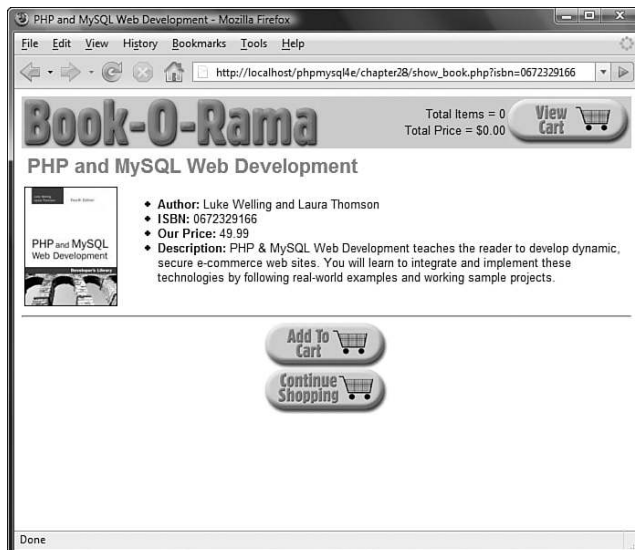 PHP and MySQL Web Development - Mozilla Firefox
File Edit View History Bookmarks Tools Help
http://localhost/phpmysql4e/chapter28/show_book.php?isbn=0672329166
Book-O-Rama
Total Items = 0
Total Price = $0.00
View
Cart
PHP and MySQL Web Development
Fourth Edition
PHP and MySQL
Web Development
Developer's Library
Author: Luke Welling and Laura Thomson
ISBN: 0672329166
Our Price: 49.99
Description: PHP & MySQL Web Development teaches the reader to develop dynamic,
secure e-commerce web sites. You will learn to integrate and implement these
technologies by following real-world examples and working sample projects.
Add To
Cart
Continue
Shopping
Done